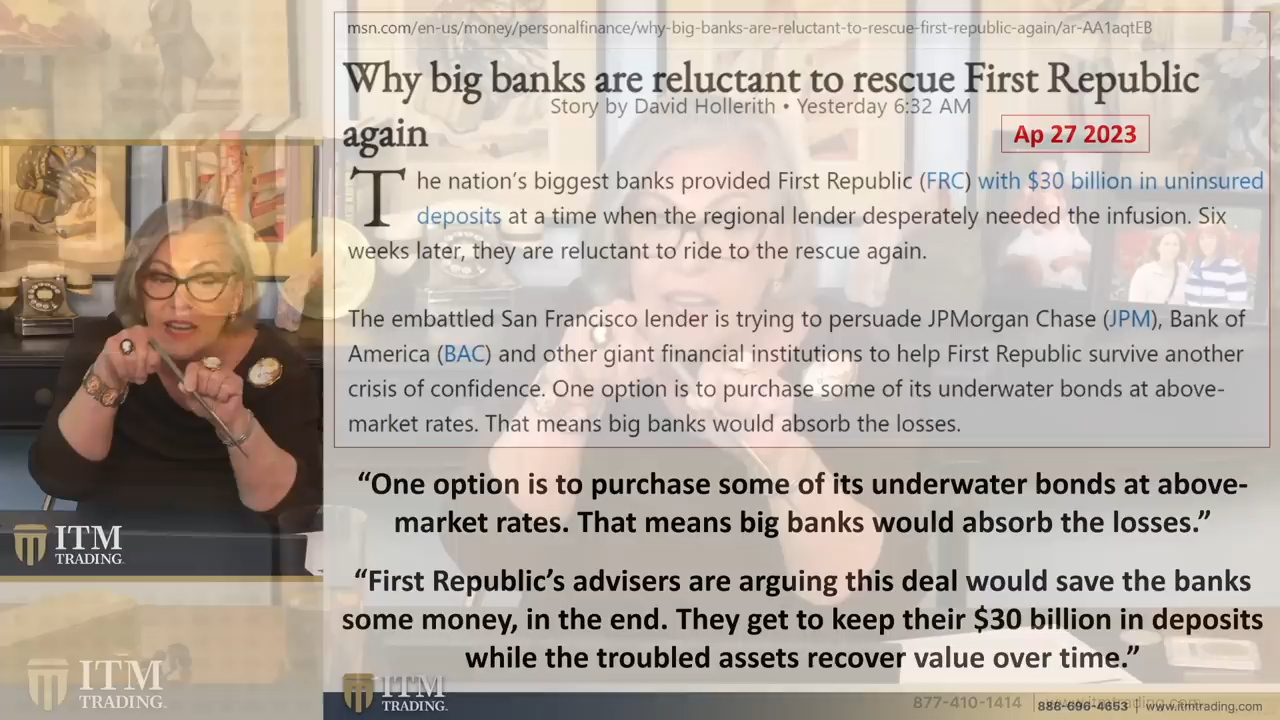 msn.com/en-us/money/personalfinance/why-big-banks-are-reluctant-to-rescue-first-republic-again/ar-AA1aqtEB
Why big banks are reluctant to rescue First Republic
Story by David Hollerith • Yesterday 6:32 AM
again
Ap 27 2023
The nation's biggest banks provided First Republic (FRC) with $30 billion in uninsured
deposits at a time when the regional lender desperately needed the infusion. Six
weeks later, they are reluctant to ride to the rescue again.
The embattled San Francisco lender is trying to persuade JPMorgan Chase (JPM), Bank of
America (BAC) and other giant financial institutions to help First Republic survive another
crisis of confidence. One option is to purchase some of its underwater bonds at above-
market rates. That means big banks would absorb the losses.
“One option is to purchase some of its underwater bonds at above-
market rates. That means big banks would absorb the losses.”
“First Republic’s advisers are arguing this deal would save the banks
some money, in the end. They get to keep their $30 billion in deposits
while the troubled assets recover value over time.”
ITM
TRADING.
ITM
TRADING.
ITM
TRADING.
877-410-1414 | www.itmtrading.com
888-696-4653 | www.itmtrading.com